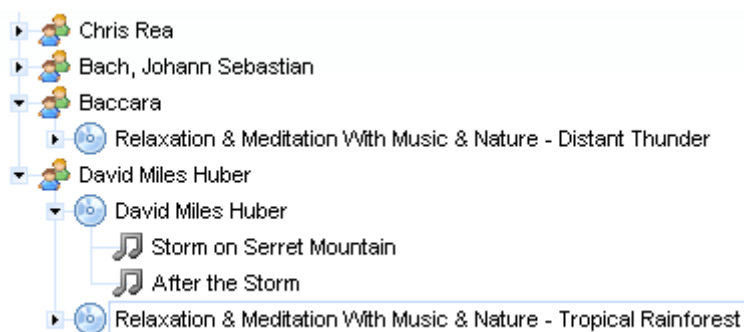 Chris Rea
Bach, Johann Sebastian
Baccara
Relaxation & Meditation With Music & Nature - Distant Thunder
David Miles Huber
David Miles Huber
Storm on Serret Mountain
After the Storm
Relaxation & Meditation With Music & Nature - Tropical Rainforest